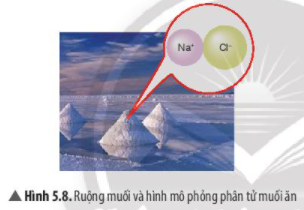 Na⁺ Cl⁻
▲ Hình 5.8. Ruộng muối và hình mô phỏng phân tử muối ăn